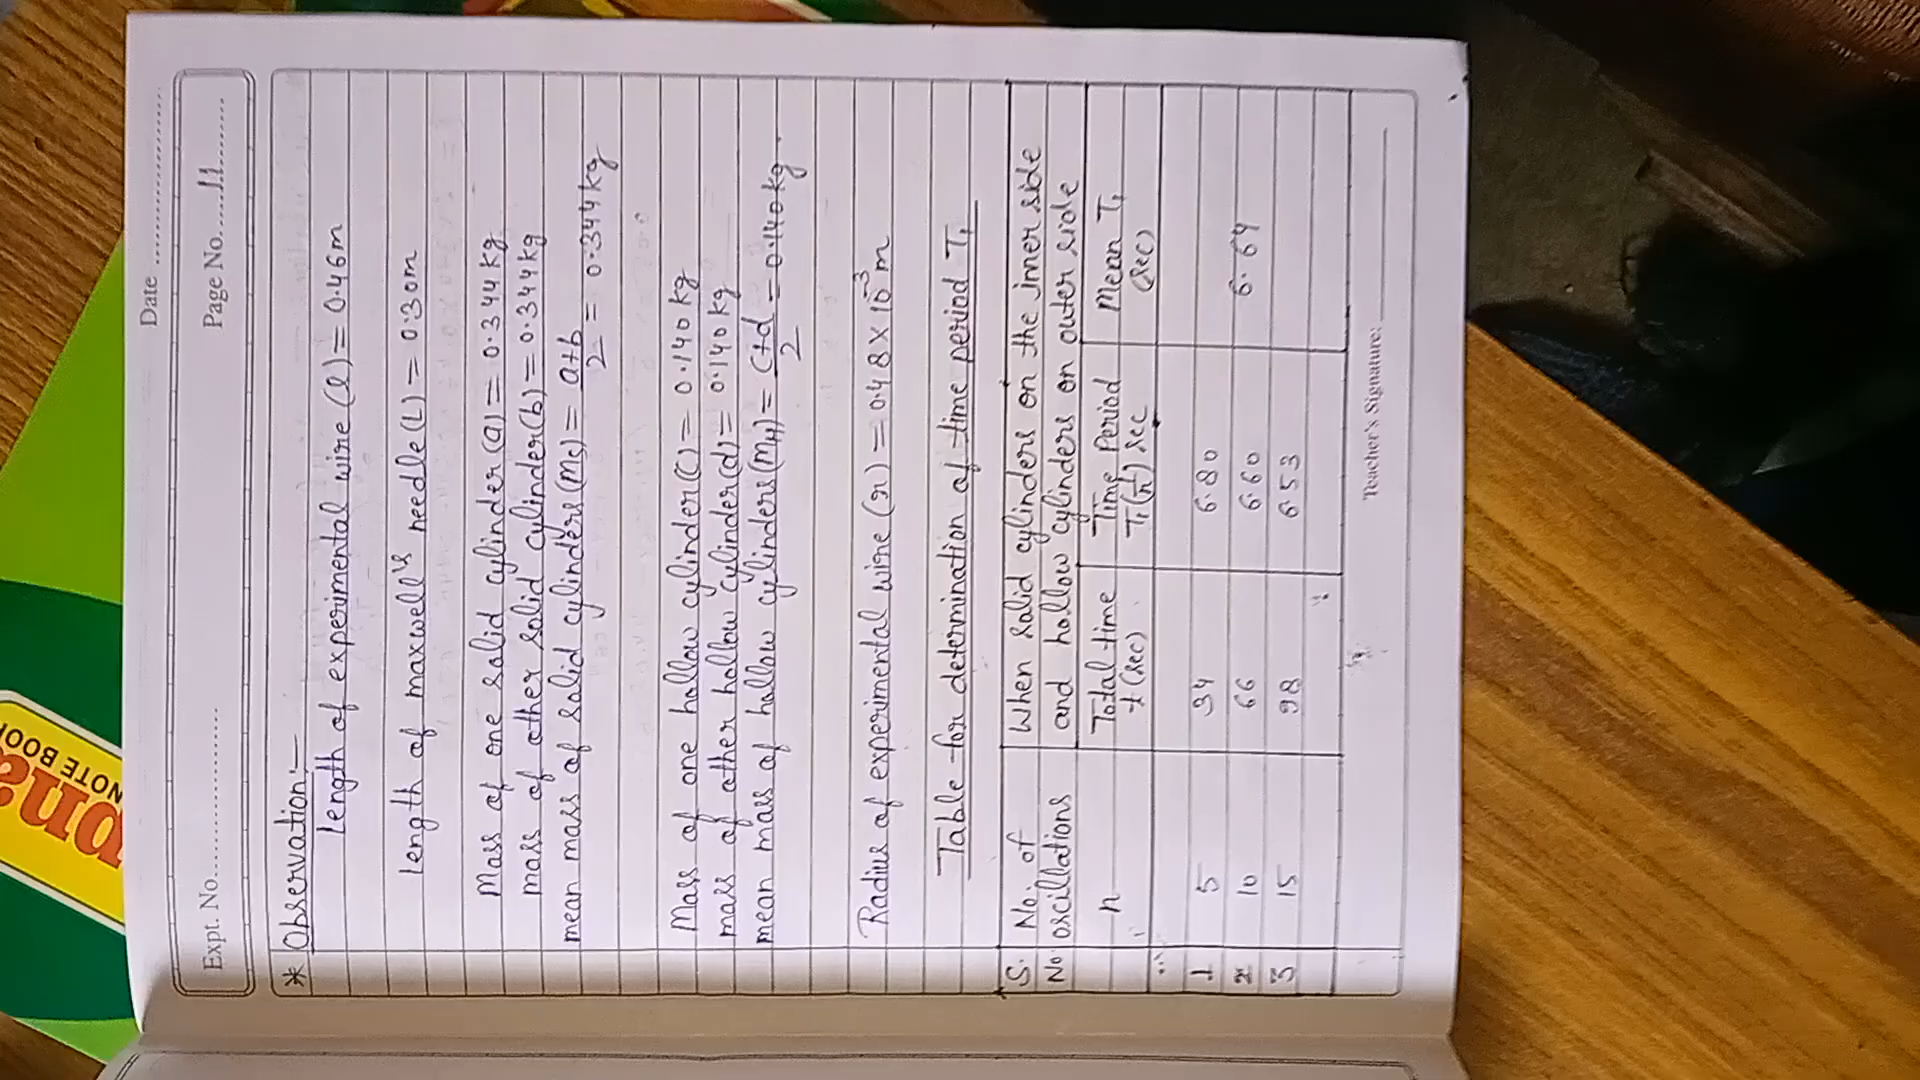 Date
Expt. No.
Page No. 11
* Observation:-
length of experimental wire (l) = 0.46m
length of maxwell's needle (L) = 0.30m
Mass of one solid cylinder (a) = 0.344 kg
mass of other solid cylinder (b) = 0.344 kg
mean mass of solid cylinders (Ms) = a+b/2 = 0.344 kg
Mass of one hollow cylinder (c) = 0.140 kg
mass of other hollow cylinder (d) = 0.140 kg
mean mass of hollow cylinders (MH) = c+d/2 = 0.140 kg.
Radius of experimental wire (r) = 0.48 × 10⁻³ m
Table for determination of time period T₁
S. No. | No. of oscillations n | When solid cylinders on the inner side and hollow cylinders on outer side
Total time t (sec) | Time Period T₁(t/n) sec | Mean T₁ (sec)
1 5 34 6.80
2 10 66 6.60 6.64
3 15 98 6.53
Teacher's Signature:
NOTE BOO